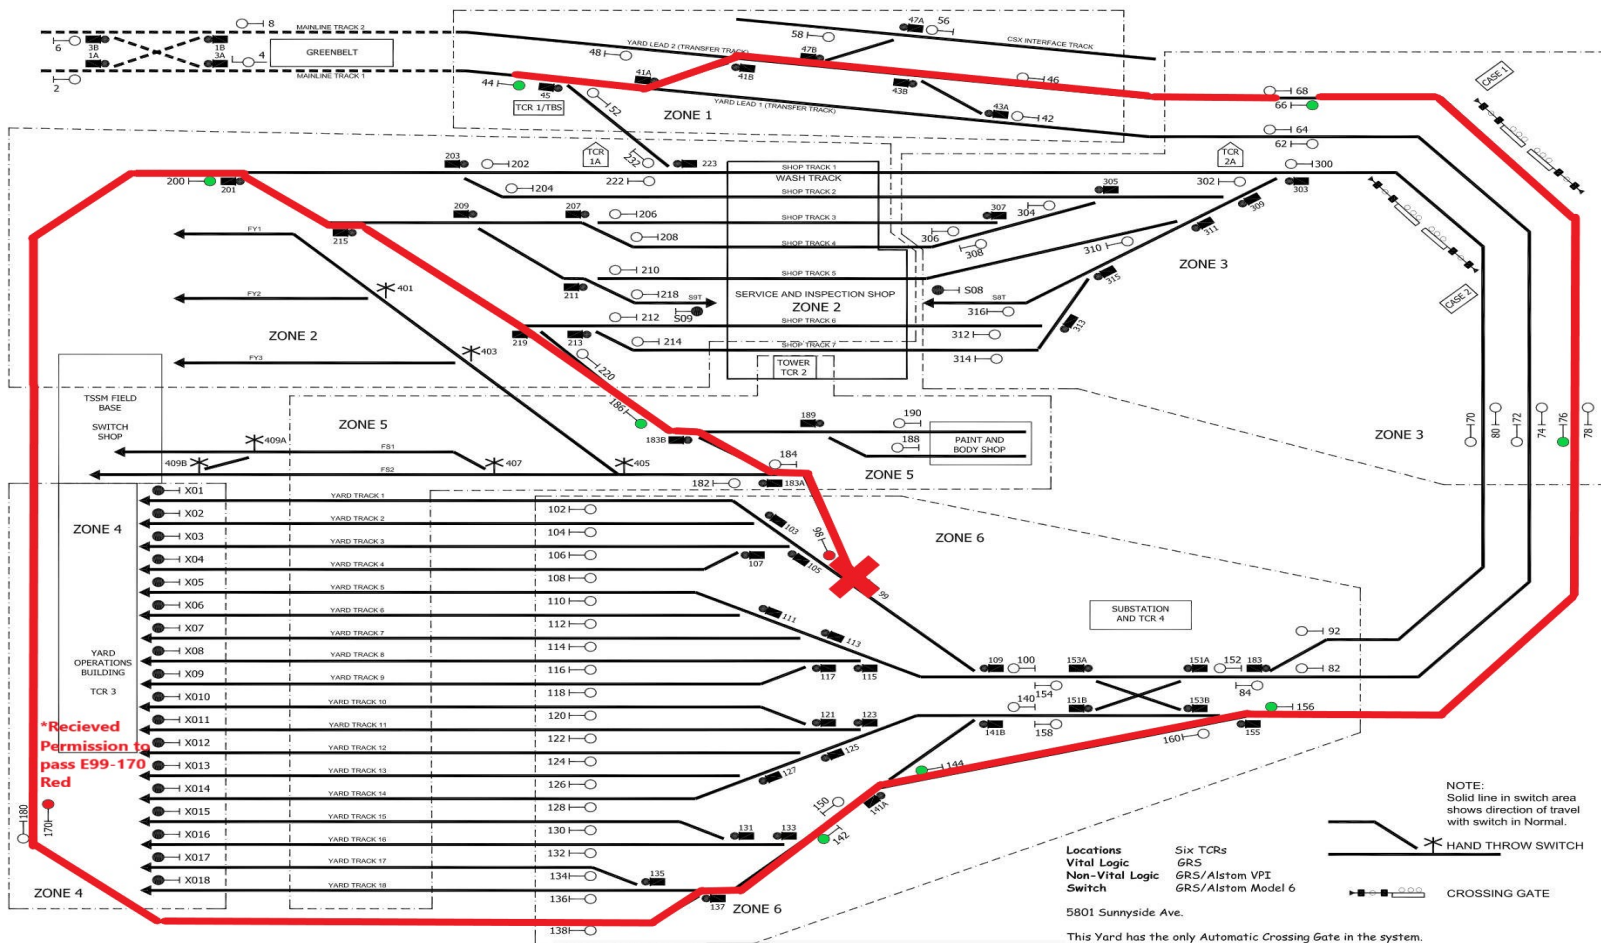 8
MAINLINE TRACK 2
6
3B
1A
1B
3A
4
GREENBELT
2
MAINLINE TRACK 1
44
45
TCR 1/TBS
52
41A
48
YARD LEAD 2 (TRANSFER TRACK)
41B
47B
58
47A
56
CSX INTERFACE TRACK
43B
46
43A
42
YARD LEAD 1 (TRANSFER TRACK)
ZONE 1
68
66
64
62
CASE 1
CASE 2
TCR
1A
232
223
222
203
202
200
201
204
SHOP TRACK 1
WASH TRACK
SHOP TRACK 2
TCR
2A
302
300
303
305
304
307
309
311
215
209
207
206
208
SHOP TRACK 3
SHOP TRACK 4
306
308
310
315
ZONE 3
FY1
401
FY2
ZONE 2
403
FY3
211
210
218
S9T
S09
SHOP TRACK 5
SERVICE AND INSPECTION SHOP
ZONE 2
S08
S8T
316
212
SHOP TRACK 6
312
313
219
213
214
220
SHOP TRACK 7
314
TOWER
TCR 2
TSSM FIELD
BASE
SWITCH
SHOP
186
183B
189
190
188
PAINT AND
BODY SHOP
ZONE 5
ZONE 5
409A
409B
FS1
407
FS2
405
184
182
183A
70
80
72
74
76
78
ZONE 3
ZONE 4
X01
YARD TRACK 1
102
X02
YARD TRACK 2
104
X03
YARD TRACK 3
106
X04
YARD TRACK 4
108
X05
YARD TRACK 5
110
X06
YARD TRACK 6
112
X07
YARD TRACK 7
114
X08
YARD TRACK 8
116
X09
YARD TRACK 9
118
X010
YARD TRACK 10
120
X011
YARD TRACK 11
122
X012
YARD TRACK 12
124
X013
YARD TRACK 13
126
X014
YARD TRACK 14
128
X015
YARD TRACK 15
130
X016
YARD TRACK 16
132
X017
YARD TRACK 17
134
X018
YARD TRACK 18
136
138
103
105
107
98
99
ZONE 6
111
113
117
115
109
100
154
153A
151A
152
183
92
82
84
SUBSTATION
AND TCR 4
121
123
125
127
140
141B
158
151B
153B
156
155
160
144
141A
150
142
131
133
135
137
ZONE 6
YARD
OPERATIONS
BUILDING
TCR 3
*Recieved
Permission to
pass E99-170
Red
180
170
ZONE 4
NOTE:
Solid line in switch area
shows direction of travel
with switch in Normal.
HAND THROW SWITCH
CROSSING GATE
Locations Six TCRs
Vital Logic GRS
Non-Vital Logic GRS/Alstom VPI
Switch GRS/Alstom Model 6
5801 Sunnyside Ave.
This Yard has the only Automatic Crossing Gate in the system.